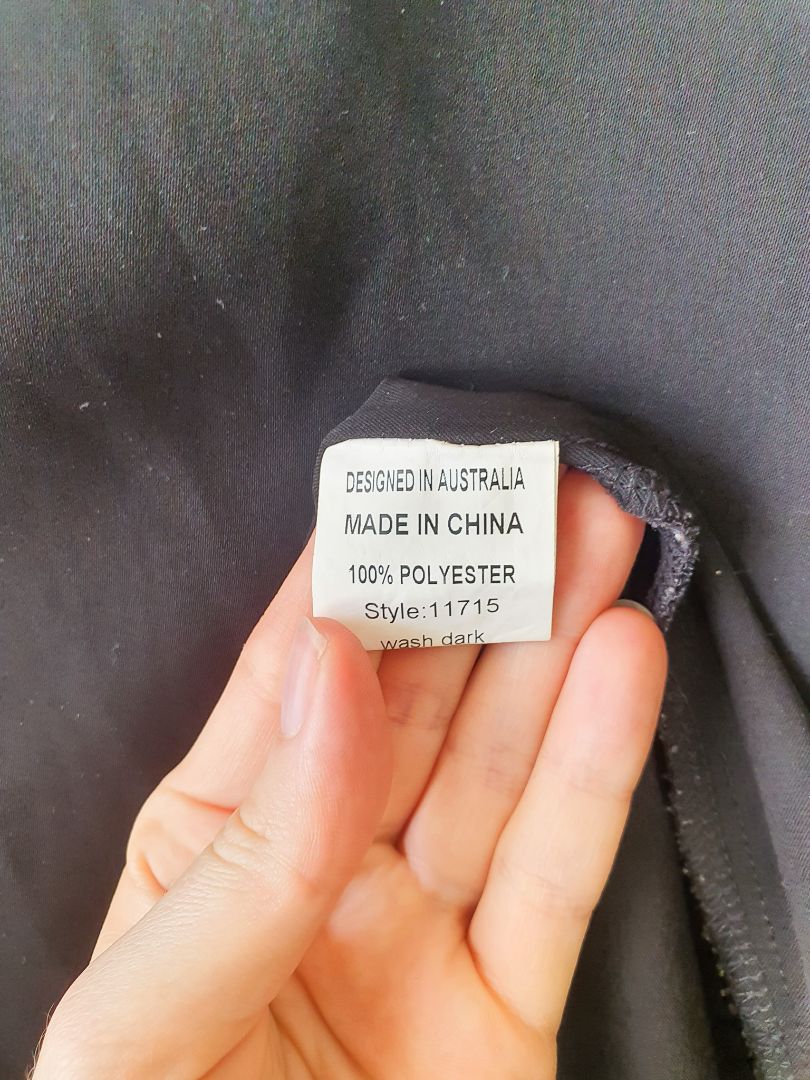 DESIGNED IN AUSTRALIA
MADE IN CHINA
100% POLYESTER
Style:11715
wash dark